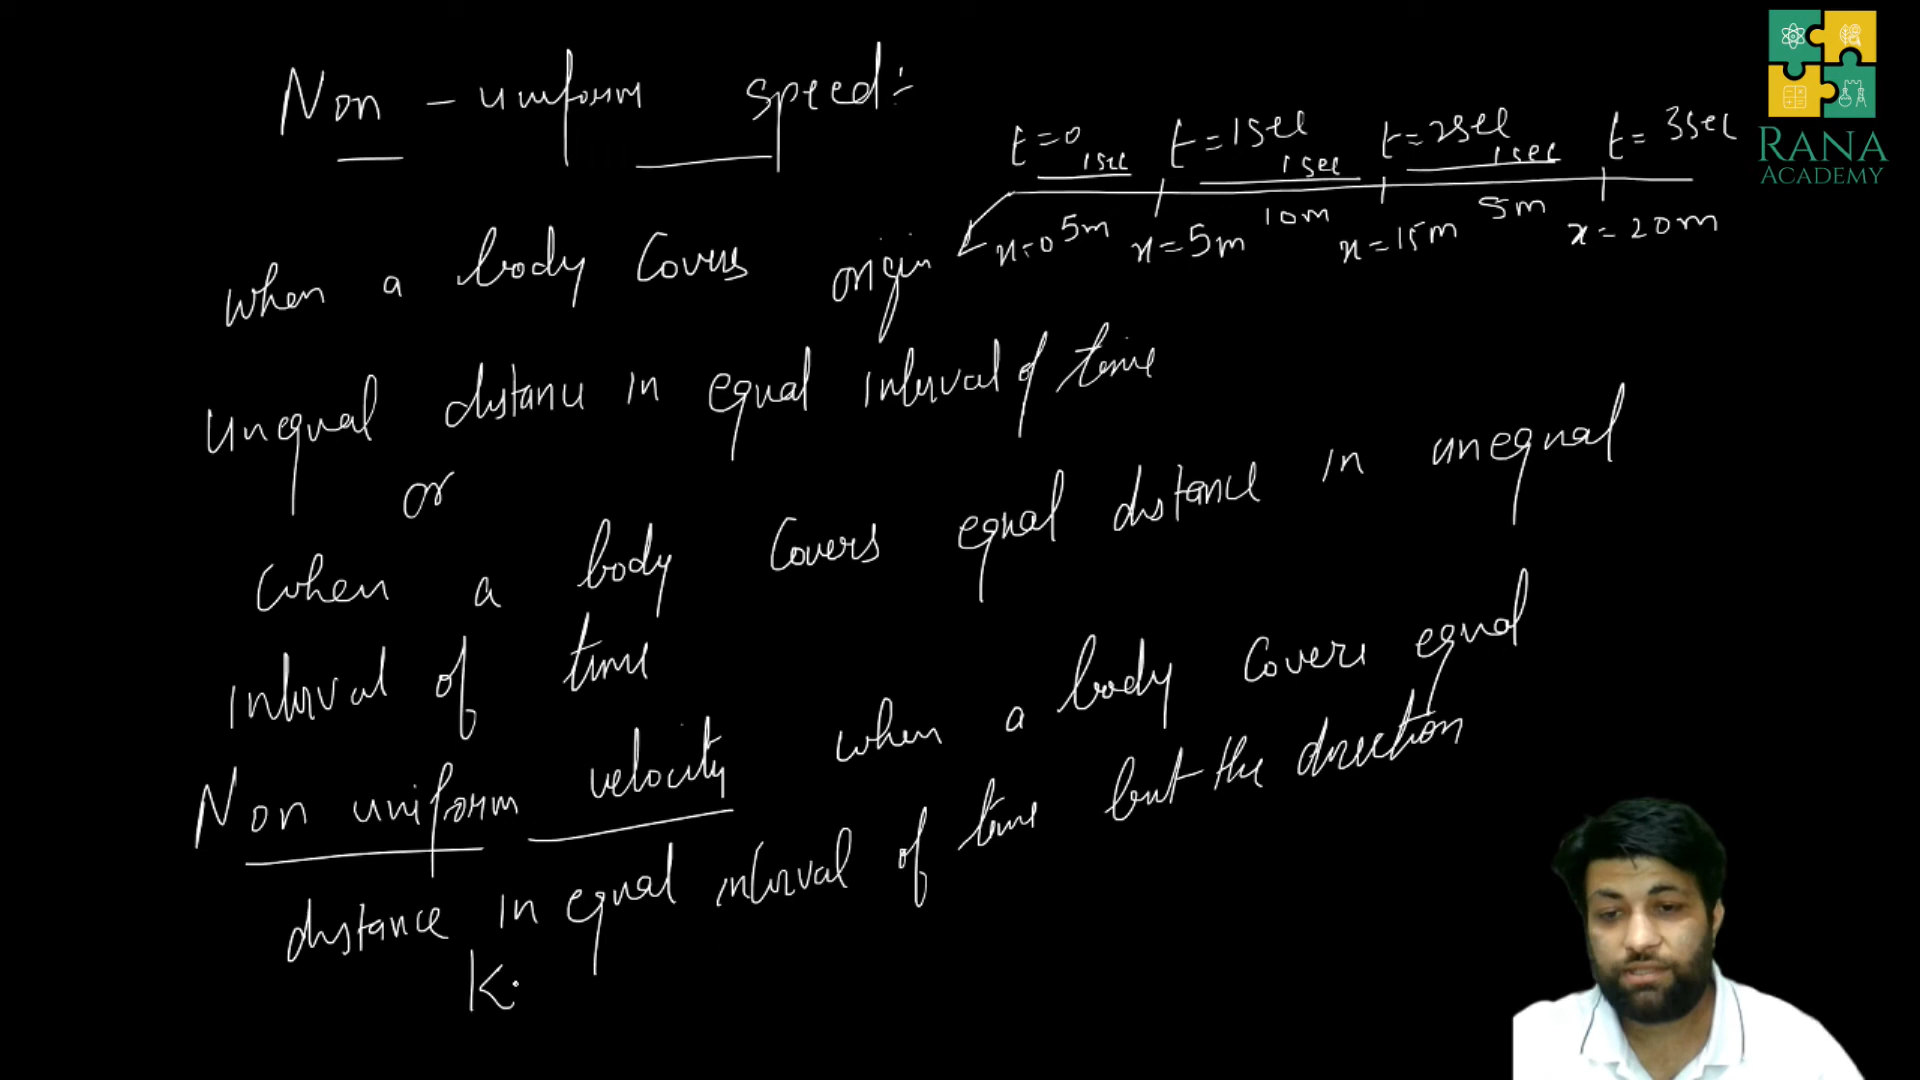 Non - uniform speed:-
t=0 t=1sec t=2sec t=3sec
1sec 1sec 1sec
x=0 5m x=5m 10m x=15m 5m x=20m
when a body covers origin
unequal distance in equal interval of time
or
when a body covers equal distance in unequal
interval of time
Non uniform velocity when a body covers equal
distance in equal interval of time but the direction
K.
RANA
ACADEMY